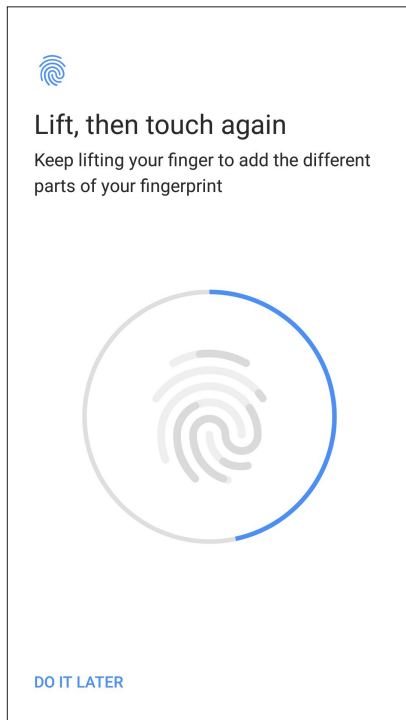 Lift, then touch again
Keep lifting your finger to add the different
parts of your fingerprint
DO IT LATER